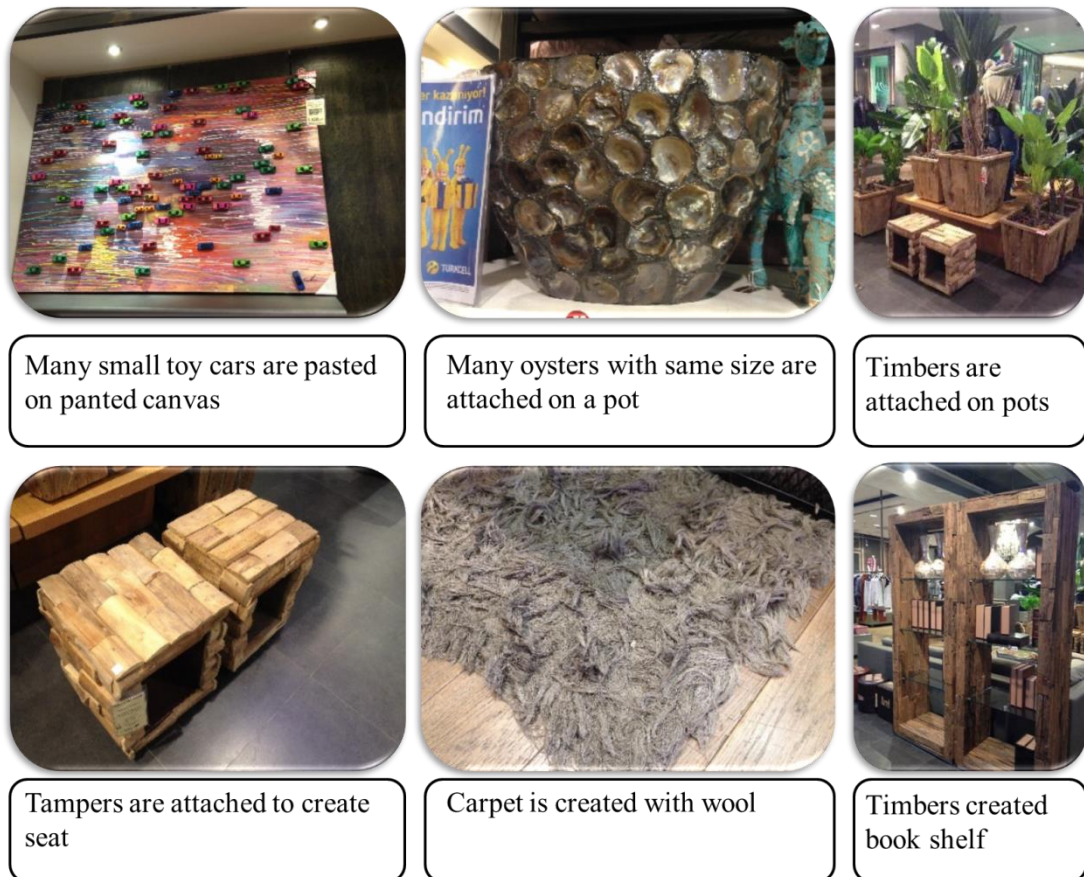 er kazanıyor!
ndirim
TURKCELL
Many small toy cars are pasted
on panted canvas
Many oysters with same size are
attached on a pot
Timbers are
attached on pots
Tampers are attached to create
seat
Carpet is created with wool
Timbers created
book shelf